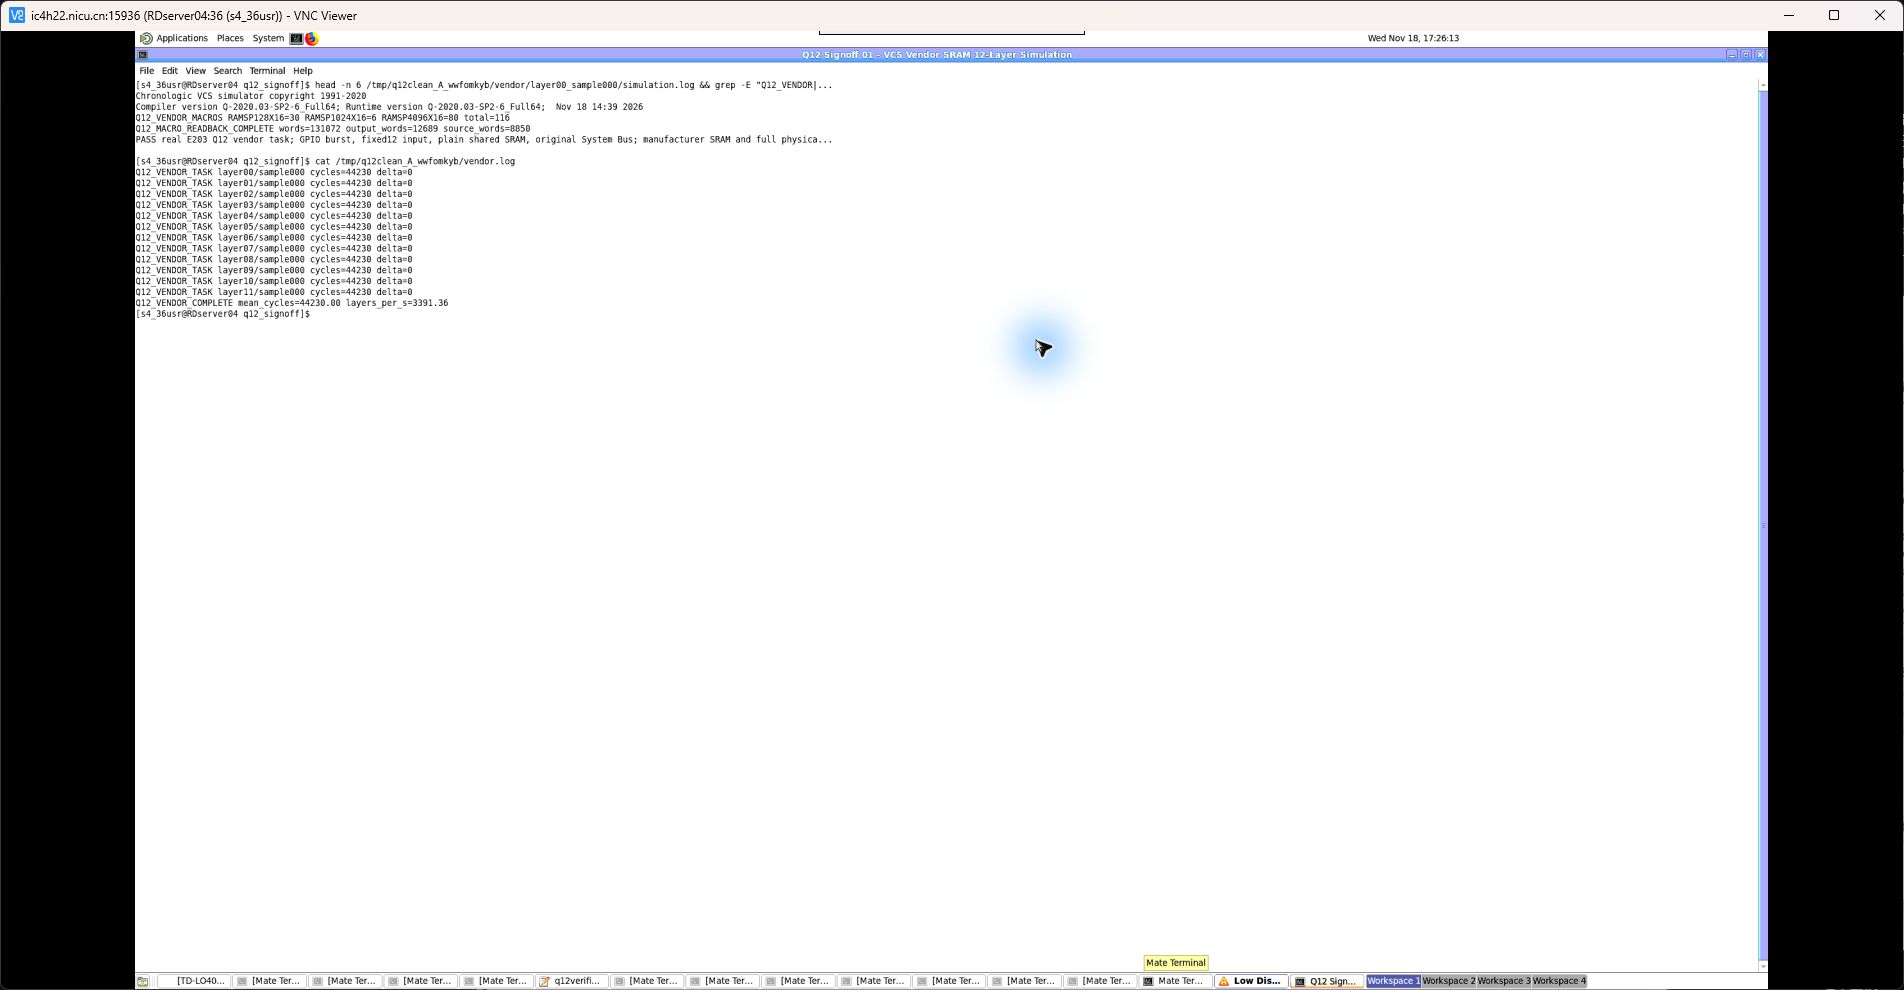 ic4h22.nicu.cn:15936 (RDserver04:36 (s4_36usr)) - VNC Viewer
Applications Places System
Wed Nov 18, 17:26:13
Q12 Signoff 01 - VCS Vendor SRAM 12-Layer Simulation
File Edit View Search Terminal Help
[s4_36usr@RDserver04 q12_signoff]$ head -n 6 /tmp/q12clean_A_wwfomkyb/vendor/layer00_sample000/simulation.log && grep -E "Q12_VENDOR|...
Chronologic VCS simulator copyright 1991-2020
Compiler version Q-2020.03-SP2-6_Full64; Runtime version Q-2020.03-SP2-6_Full64;  Nov 18 14:39 2026
Q12_VENDOR_MACROS RAMSP128X16=30 RAMSP1024X16=6 RAMSP4096X16=80 total=116
Q12_MACRO_READBACK_COMPLETE words=131072 output_words=12689 source_words=8850
PASS real E203 Q12 vendor task; GPIO burst, fixed12 input, plain shared SRAM, original System Bus; manufacturer SRAM and full physica...
[s4_36usr@RDserver04 q12_signoff]$ cat /tmp/q12clean_A_wwfomkyb/vendor.log
Q12_VENDOR_TASK layer00/sample000 cycles=44230 delta=0
Q12_VENDOR_TASK layer01/sample000 cycles=44230 delta=0
Q12_VENDOR_TASK layer02/sample000 cycles=44230 delta=0
Q12_VENDOR_TASK layer03/sample000 cycles=44230 delta=0
Q12_VENDOR_TASK layer04/sample000 cycles=44230 delta=0
Q12_VENDOR_TASK layer05/sample000 cycles=44230 delta=0
Q12_VENDOR_TASK layer06/sample000 cycles=44230 delta=0
Q12_VENDOR_TASK layer07/sample000 cycles=44230 delta=0
Q12_VENDOR_TASK layer08/sample000 cycles=44230 delta=0
Q12_VENDOR_TASK layer09/sample000 cycles=44230 delta=0
Q12_VENDOR_TASK layer10/sample000 cycles=44230 delta=0
Q12_VENDOR_TASK layer11/sample000 cycles=44230 delta=0
Q12_VENDOR_COMPLETE mean_cycles=44230.00 layers_per_s=3391.36
[s4_36usr@RDserver04 q12_signoff]$
Mate Terminal
[TD-LO40... [Mate Ter... [Mate Ter... [Mate Ter... [Mate Ter... q12verifi... [Mate Ter... [Mate Ter... [Mate Ter... [Mate Ter... [Mate Ter... [Mate Ter... [Mate Ter... Mate Ter... Low Dis... Q12 Sign... Workspace 1 Workspace 2 Workspace 3 Workspace 4